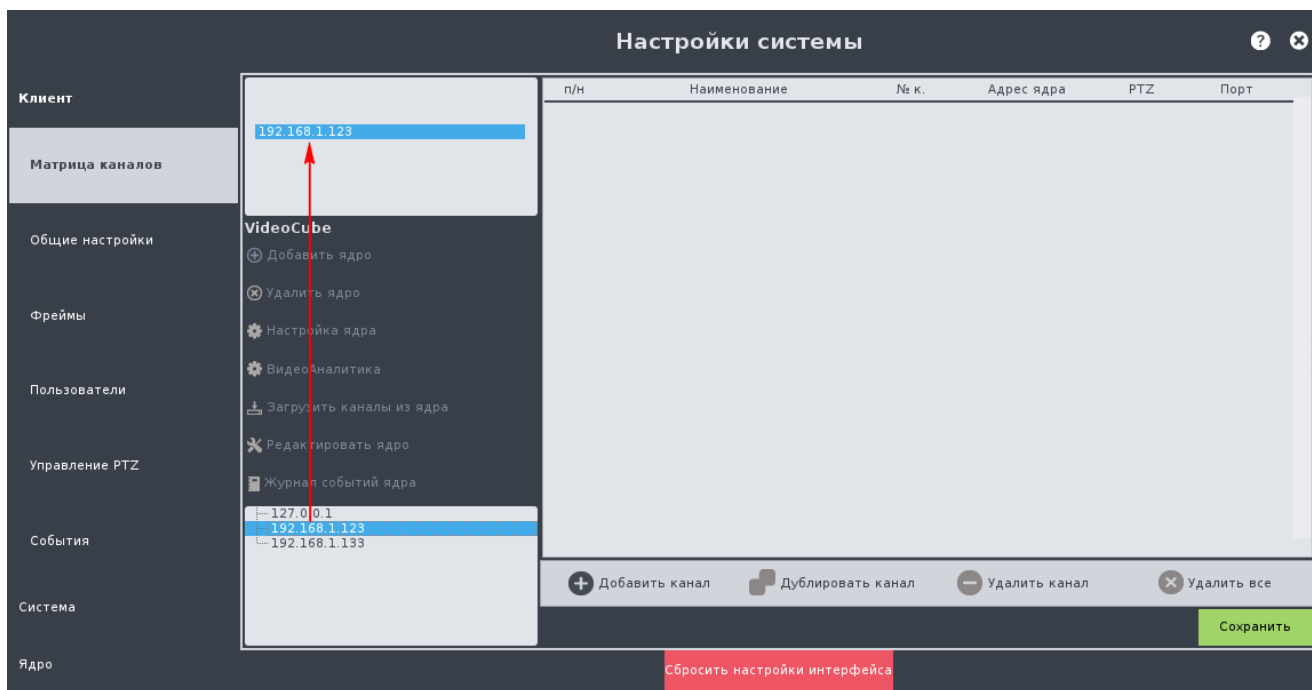 Настройки системы
?
Клиент
Матрица каналов
Общие настройки
Фреймы
Пользователи
Управление PTZ
События
Система
Ядро
192.168.1.123
VideoCube
Добавить ядро
Удалить ядро
Настройка ядра
ВидеоАналитика
Загрузить каналы из ядра
Редактировать ядро
Журнал событий ядра
127.0.0.1
192.168.1.123
192.168.1.133
п/н Наименование № к. Адрес ядра PTZ Порт
Добавить канал Дублировать канал Удалить канал Удалить все
Сохранить
Сбросить настройки интерфейса